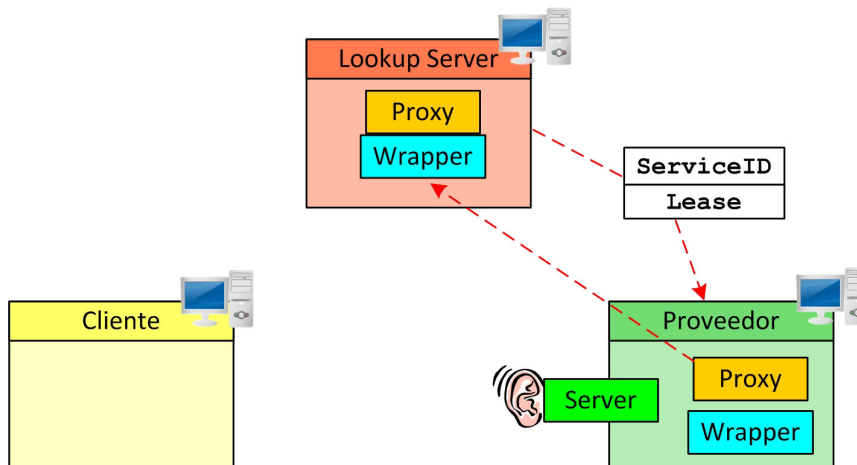 Lookup Server
Proxy
Wrapper
ServiceID
Lease
Cliente
Proveedor
Server
Proxy
Wrapper